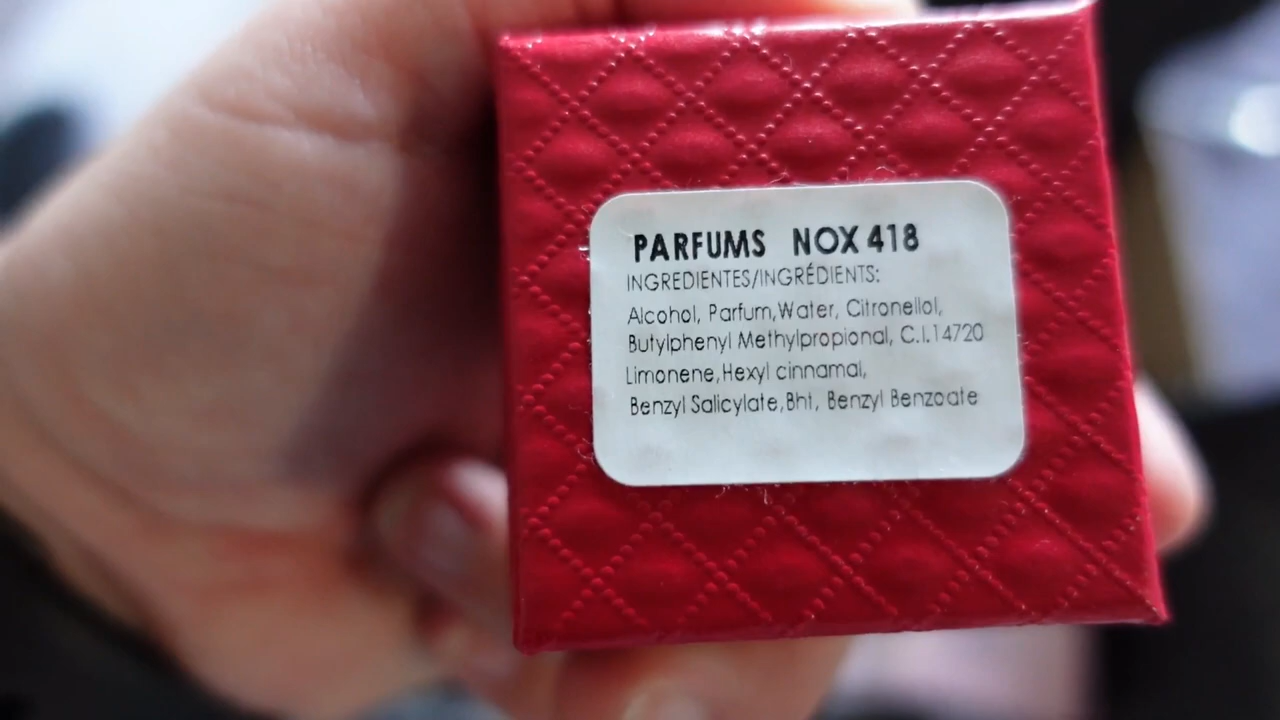 PARFUMS NOX 418
INGREDIENTES/INGRÉDIENTS:
Alcohol, Parfum,Water, Citronellol,
Butylphenyl Methylpropional, C.I.14720
Limonene,Hexyl cinnamal,
Benzyl Salicylate,Bht, Benzyl Benzoate